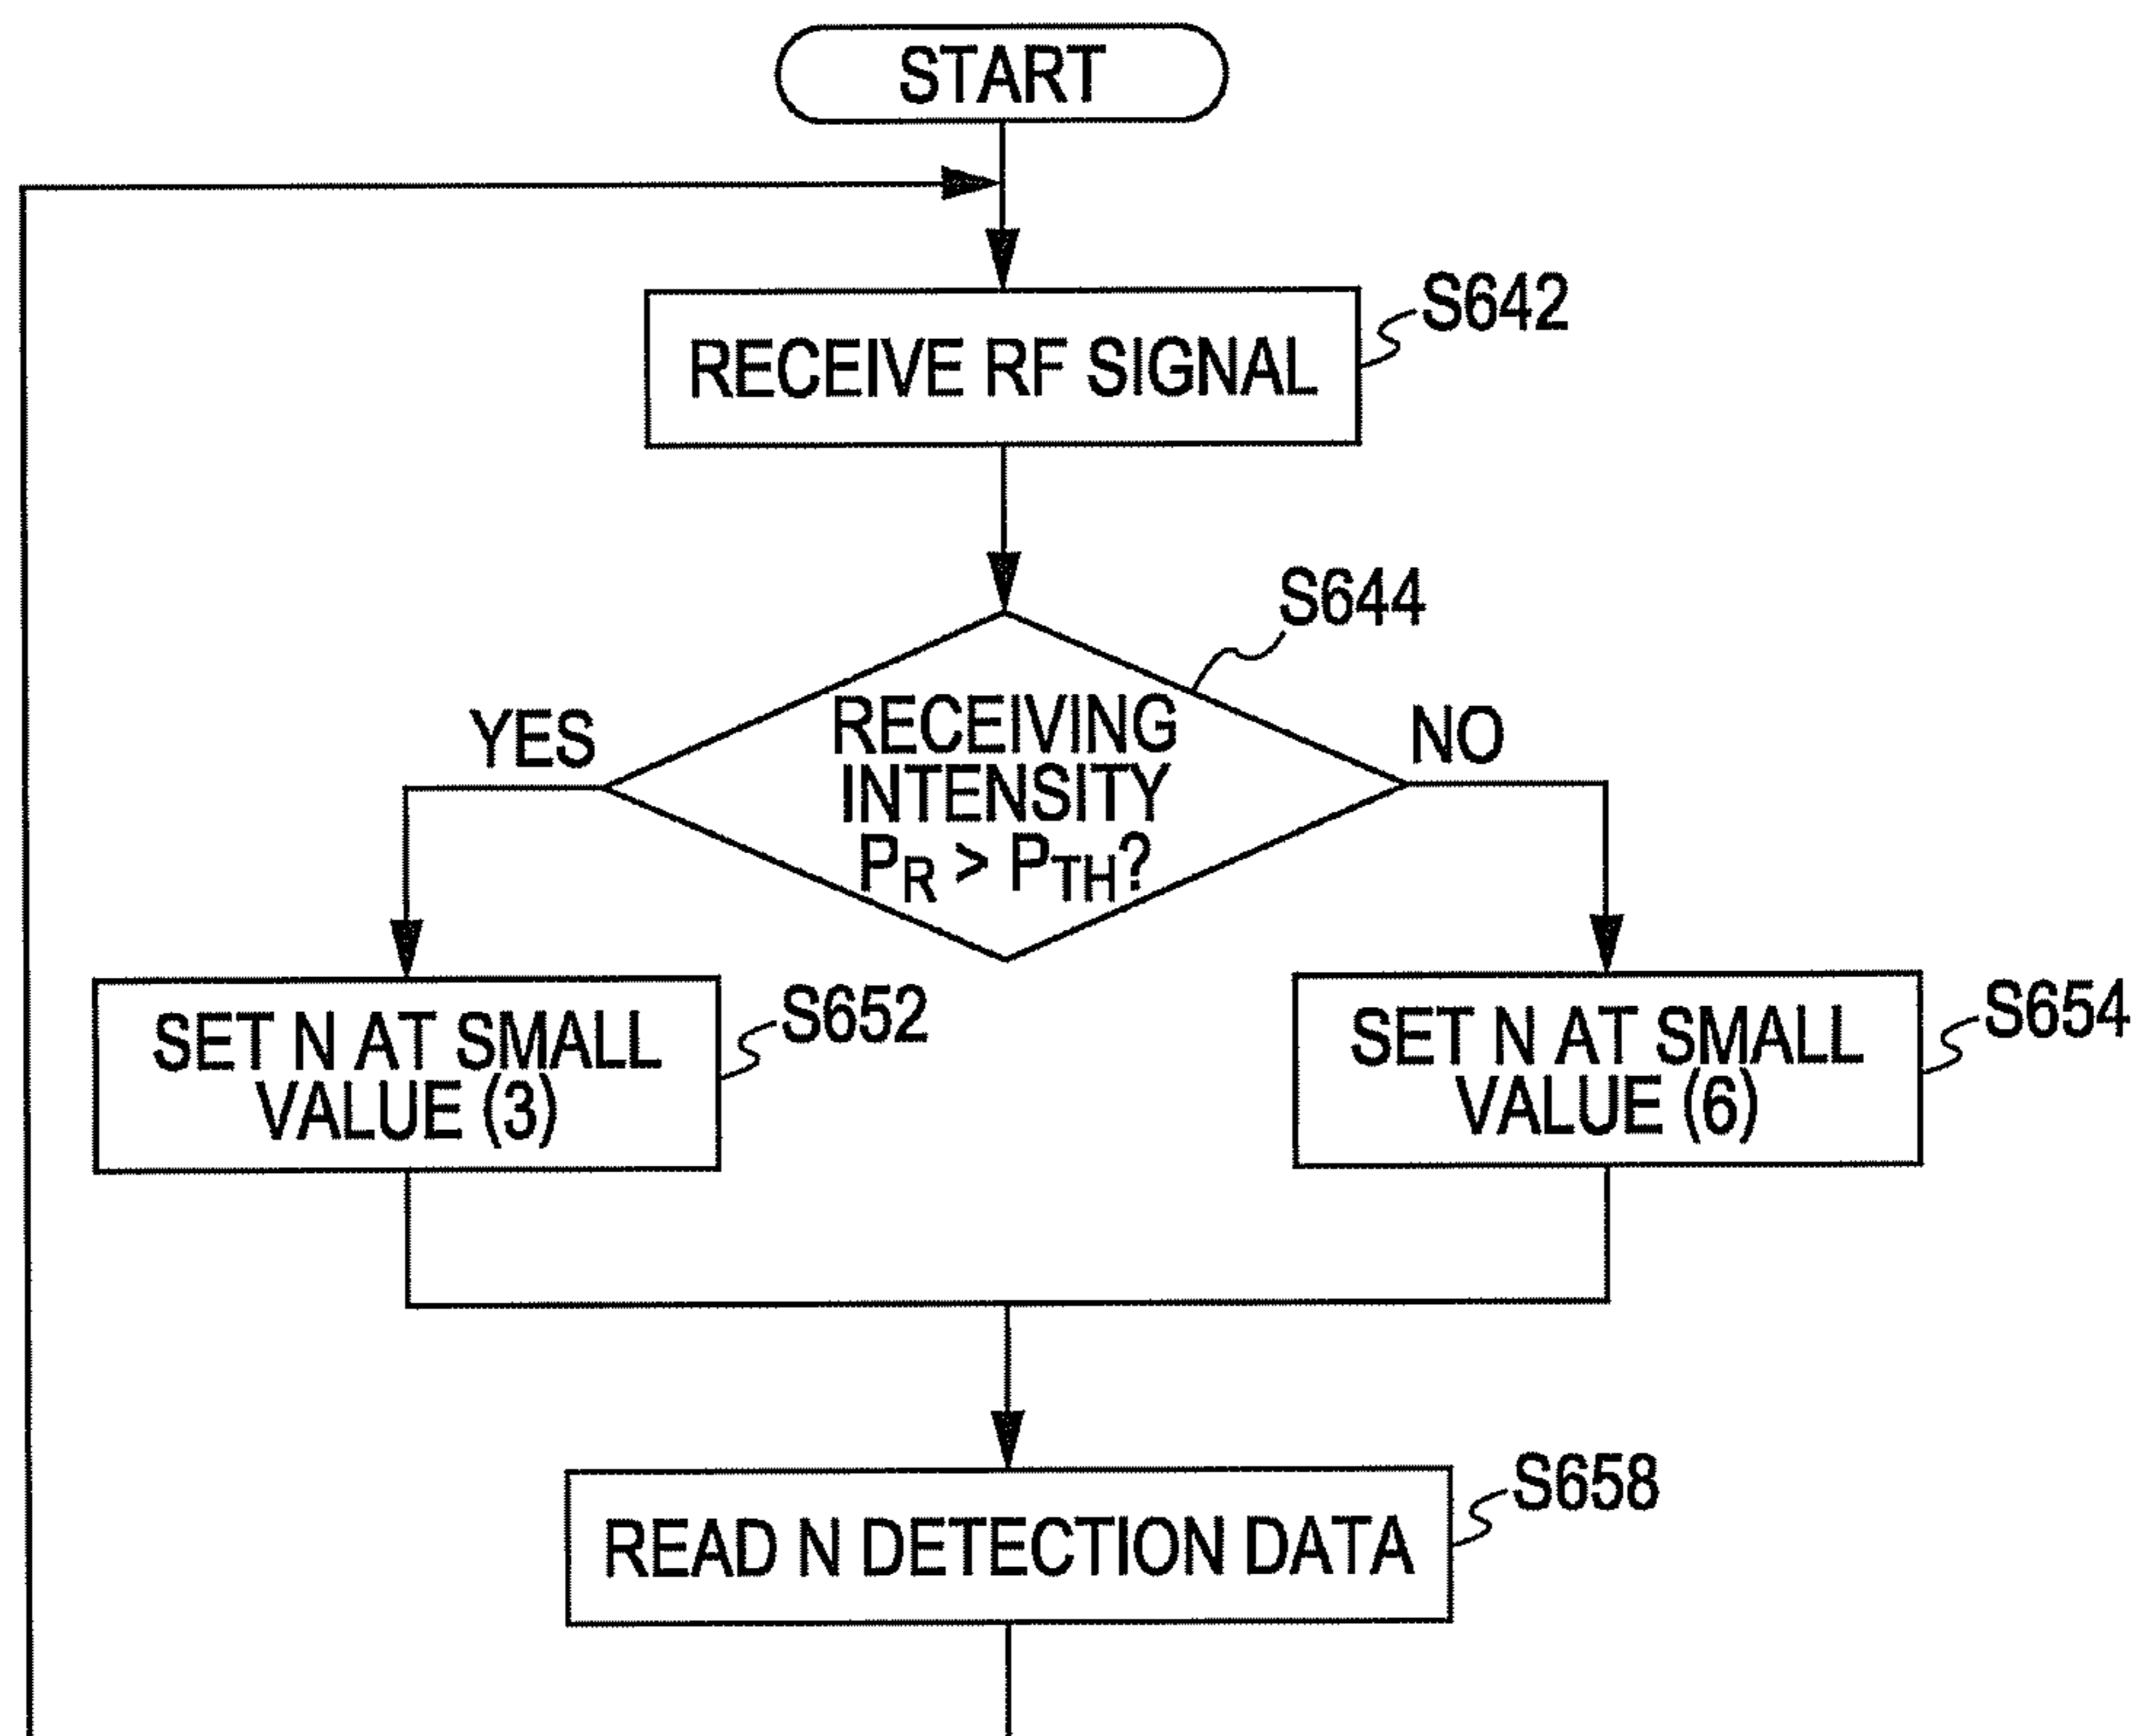 START
RECEIVE RF SIGNAL
S642
S644
RECEIVING
INTENSITY
PR > PTH?
YES
NO
SET N AT SMALL
VALUE (3)
S652
SET N AT SMALL
VALUE (6)
S654
READ N DETECTION DATA
S658